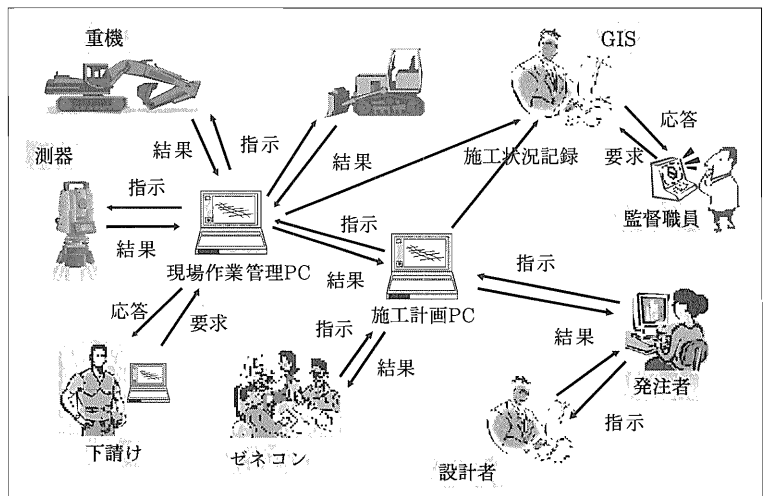 重機
GIS
指示
結果
結果
施工状況記録
応答
要求
測器
指示
結果
監督職員
指示
結果
現場作業管理PC
施工計画PC
指示
結果
応答
要求
指示
結果
発注者
指示
下請け
ゼネコン
設計者